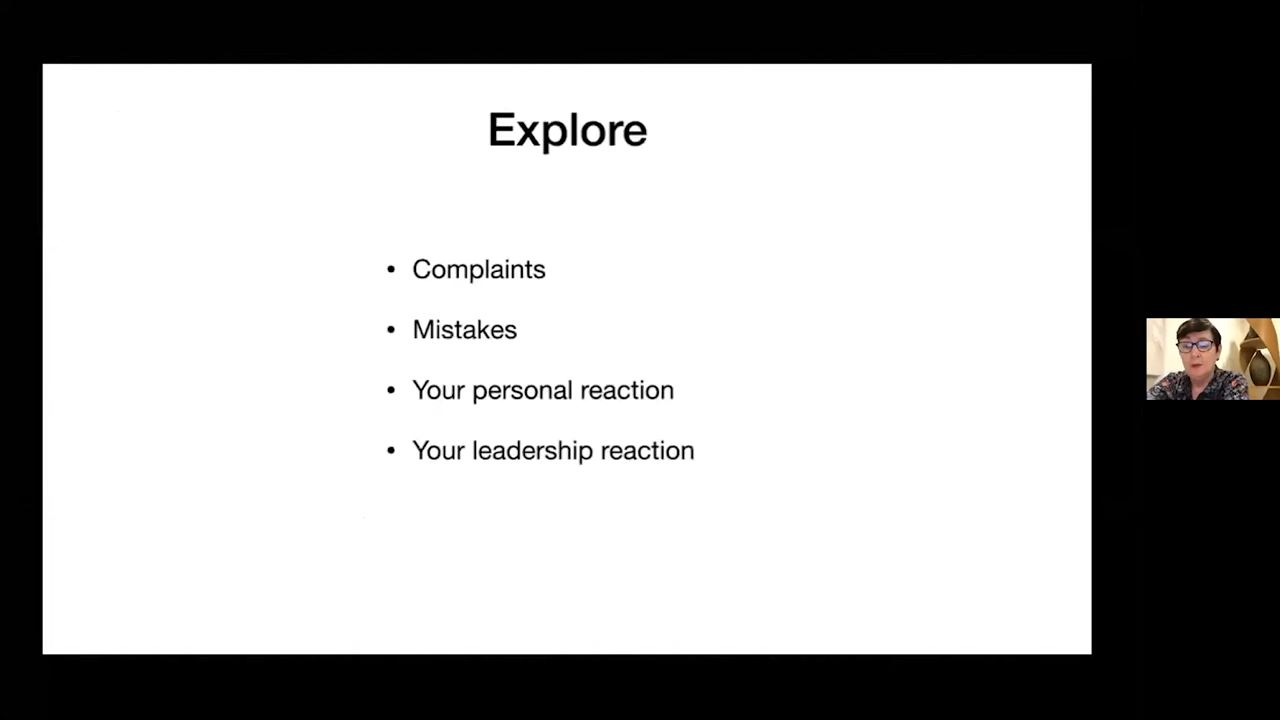 Explore
• Complaints
• Mistakes
• Your personal reaction
• Your leadership reaction